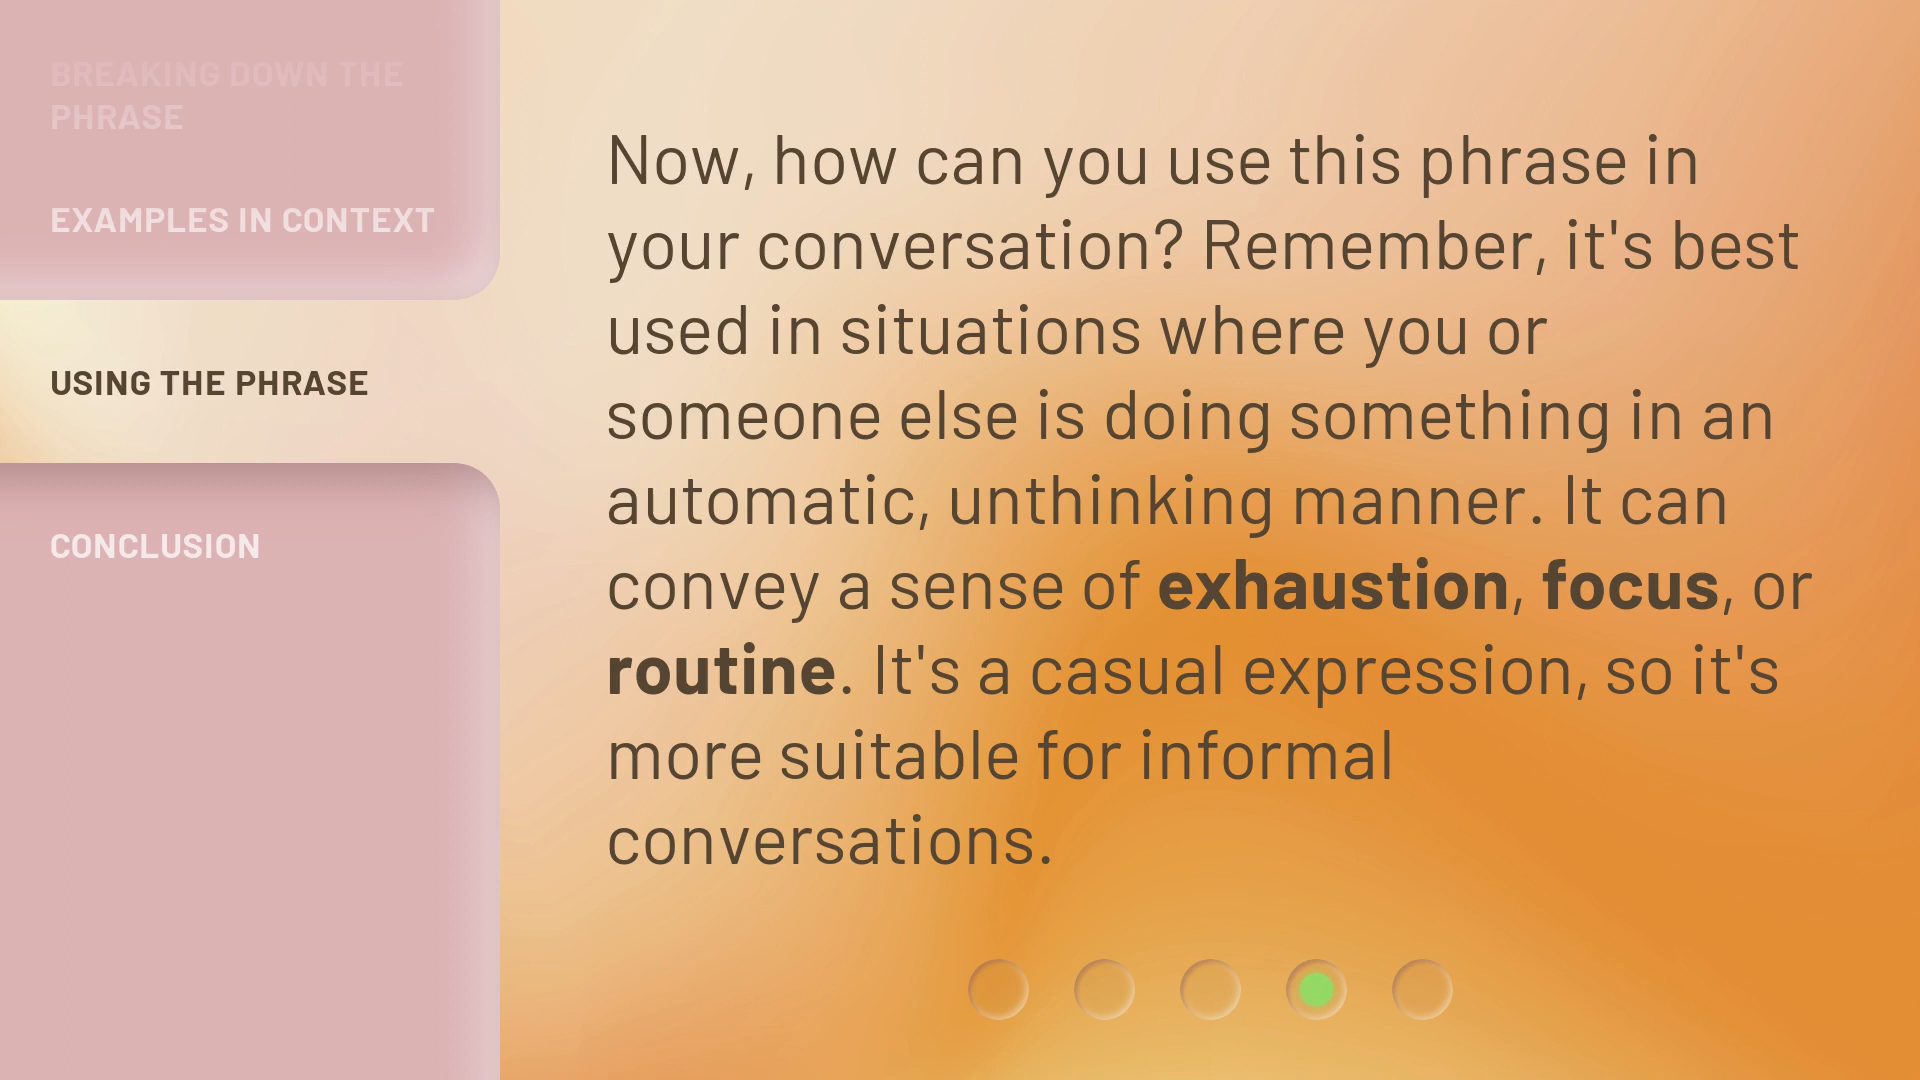 BREAKING DOWN THE
PHRASE
EXAMPLES IN CONTEXT
USING THE PHRASE
CONCLUSION
Now, how can you use this phrase in
your conversation? Remember, it's best
used in situations where you or
someone else is doing something in an
automatic, unthinking manner. It can
convey a sense of exhaustion, focus, or
routine. It's a casual expression, so it's
more suitable for informal
conversations.